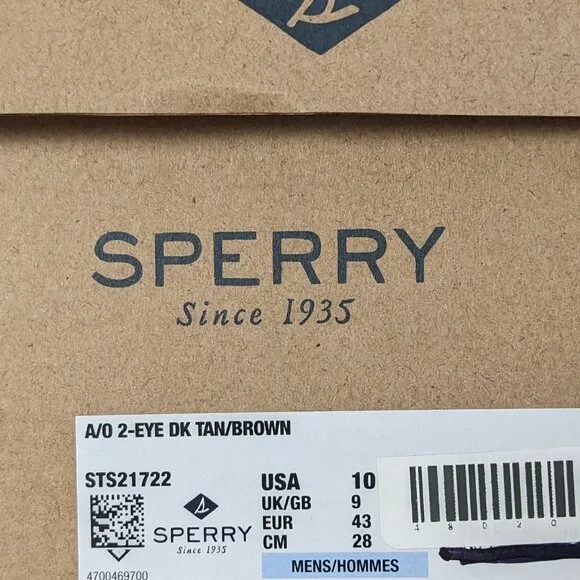 SPERRY
Since 1935
A/O 2-EYE DK TAN/BROWN
STS21722
SPERRY
Since 1935
4700469700
USA 10
UK/GB 9
EUR 43
CM 28
MENS/HOMMES
48020